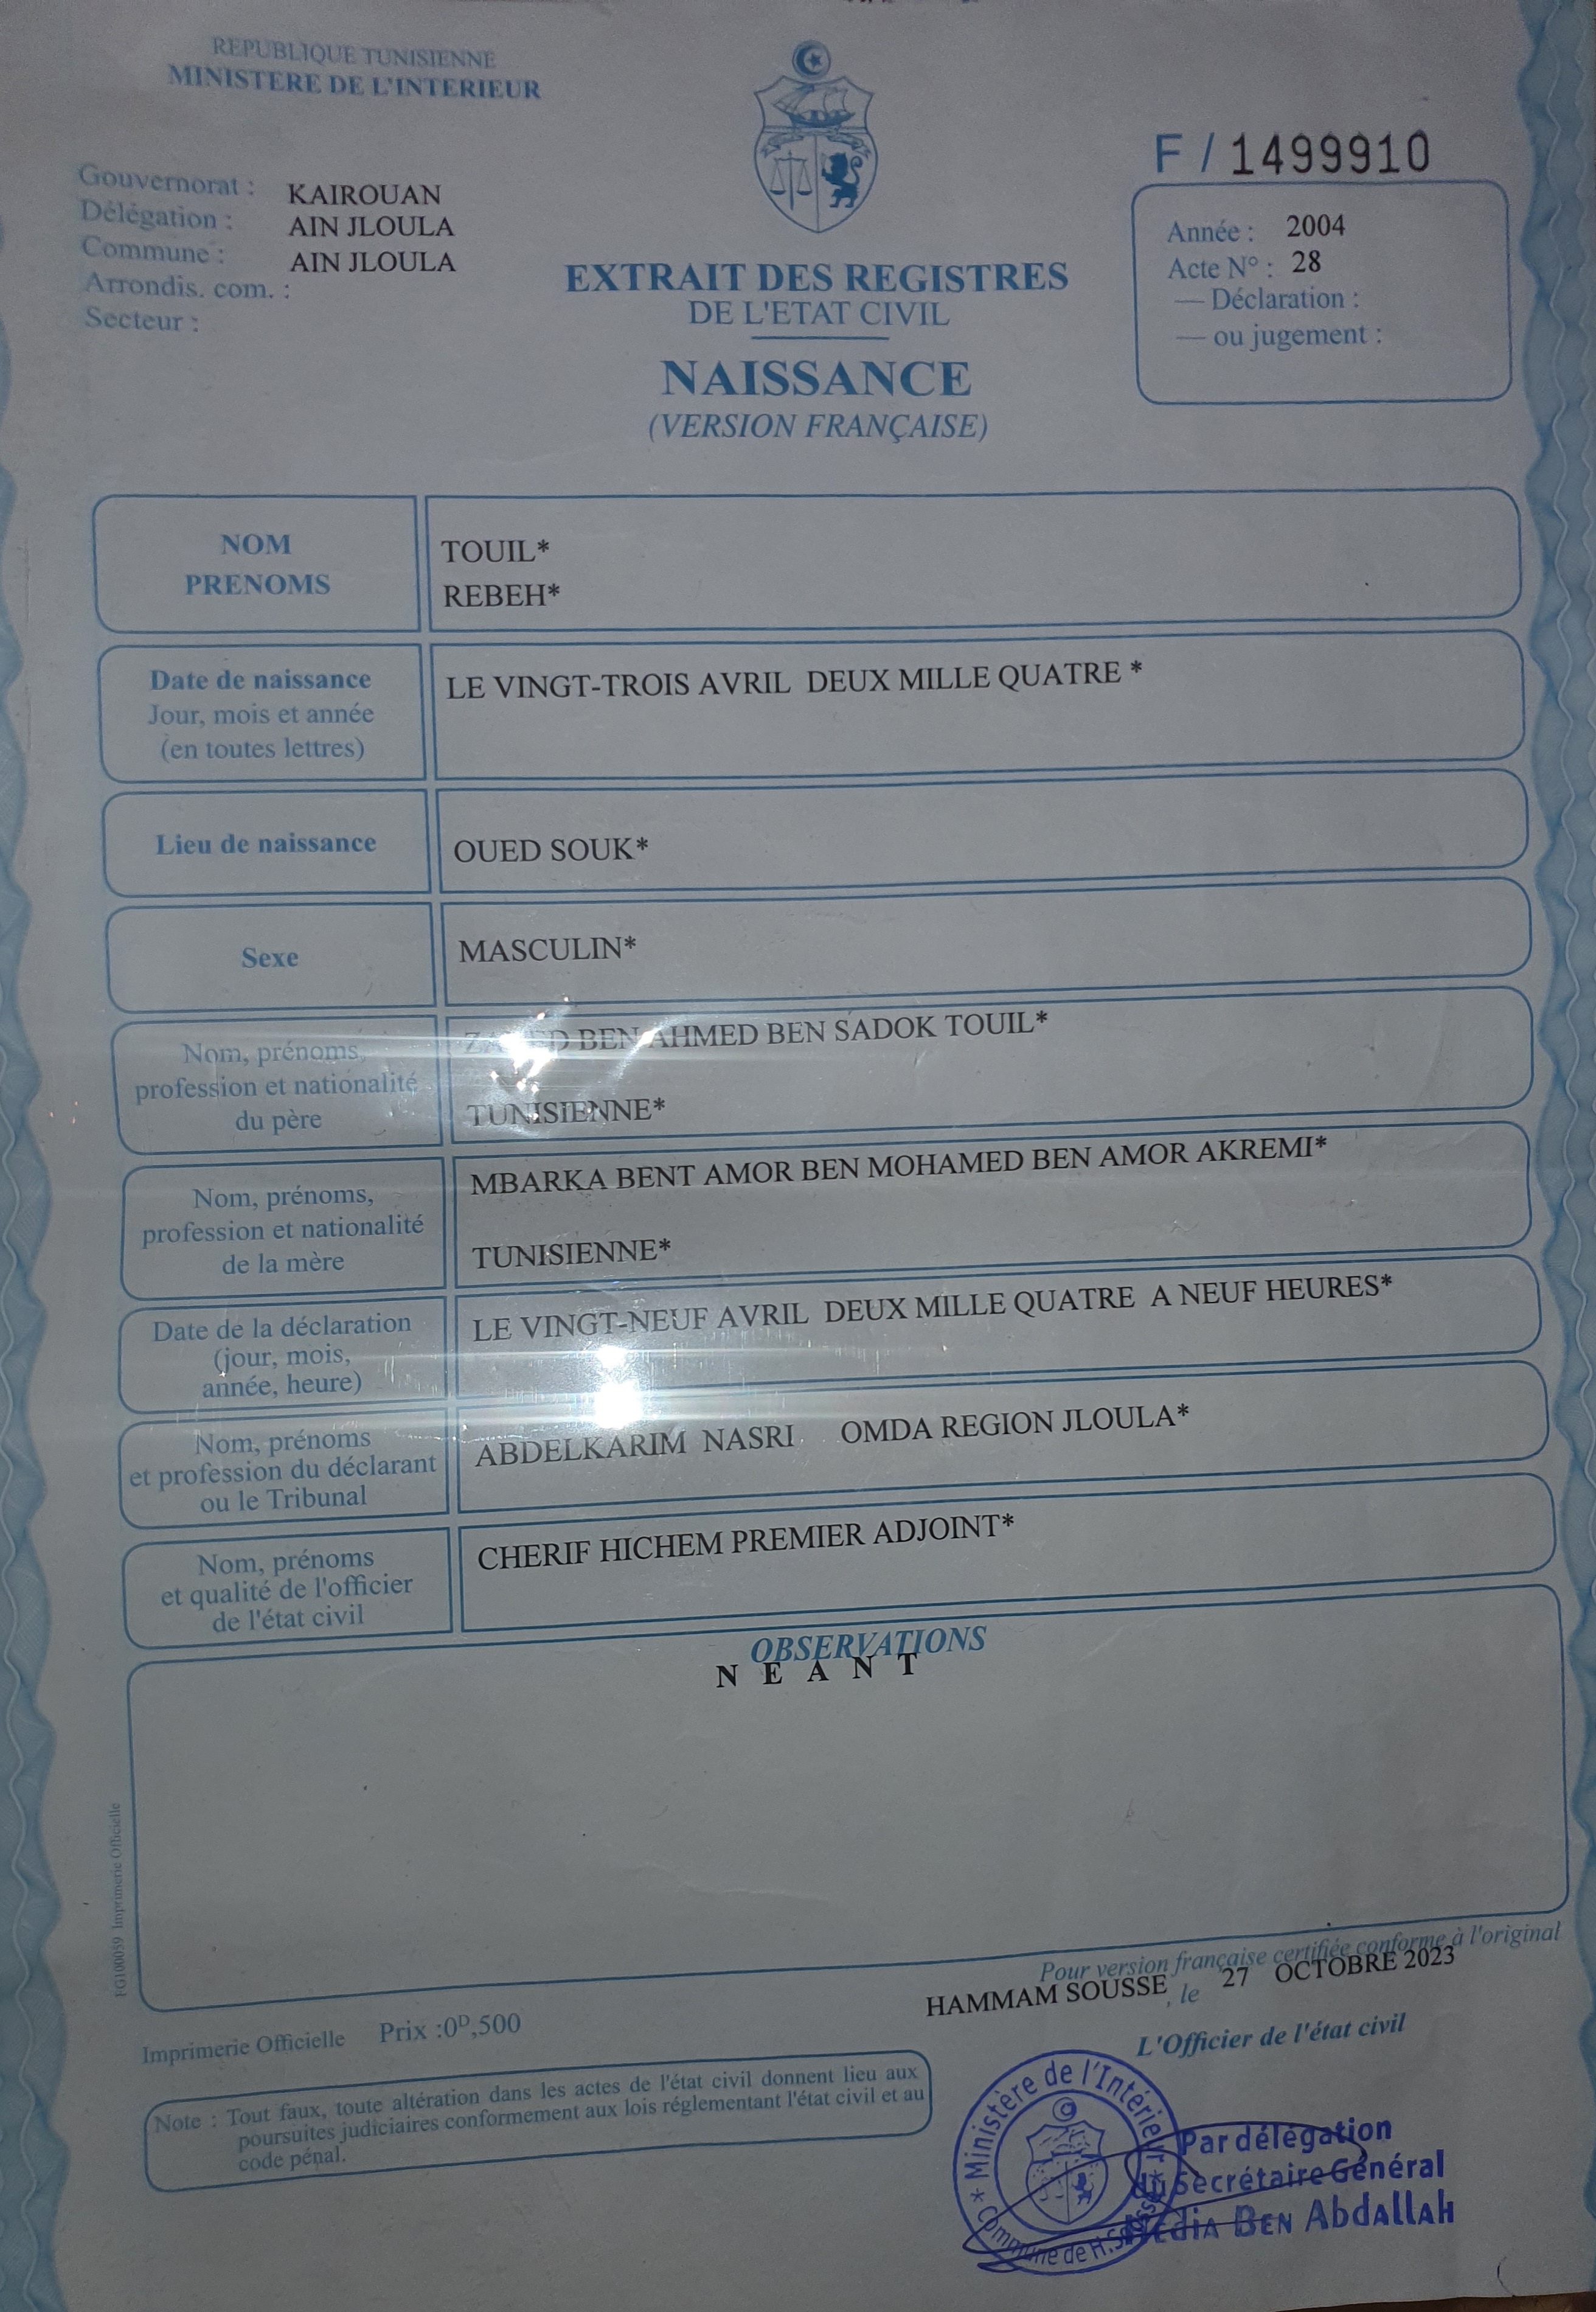 REPUBLIQUE TUNISIENNE
MINISTERE DE L'INTERIEUR
Gouvernorat : KAIROUAN
Délégation : AIN JLOULA
Commune : AIN JLOULA
Arrondis. com. :
Secteur :
EXTRAIT DES REGISTRES
DE L'ETAT CIVIL
NAISSANCE
(VERSION FRANÇAISE)
F / 1499910
Année : 2004
Acte N° : 28
— Déclaration :
— ou jugement :
NOM
PRENOMS
TOUIL*
REBEH*
Date de naissance
Jour, mois et année
(en toutes lettres)
LE VINGT-TROIS AVRIL DEUX MILLE QUATRE *
Lieu de naissance
OUED SOUK*
Sexe
MASCULIN*
Nom, prénoms,
profession et nationalité
du père
BEN AHMED BEN SADOK TOUIL*
TUNISIENNE*
Nom, prénoms,
profession et nationalité
de la mère
MBARKA BENT AMOR BEN MOHAMED BEN AMOR AKREMI*
TUNISIENNE*
Date de la déclaration
(jour, mois,
année, heure)
LE VINGT-NEUF AVRIL DEUX MILLE QUATRE A NEUF HEURES*
Nom, prénoms
et profession du déclarant
ou le Tribunal
ABDELKARIM NASRI OMDA REGION JLOULA*
Nom, prénoms
et qualité de l'officier
de l'état civil
CHERIF HICHEM PREMIER ADJOINT*
OBSERVATIONS
N E A N T
FG100059 Imprimerie Officielle
Pour version française certifiée conforme à l'original
HAMMAM SOUSSE , le 27 OCTOBRE 2023
L'Officier de l'état civil
Imprimerie Officielle Prix :0ᴰ,500
Note : Tout faux, toute altération dans les actes de l'état civil donnent lieu aux
poursuites judiciaires conformement aux lois réglementant l'état civil et au
code pénal.
* Ministère de l'Intérieur *
Commune de H.
Par délégation
du Secrétaire Général
BEN Abdallah